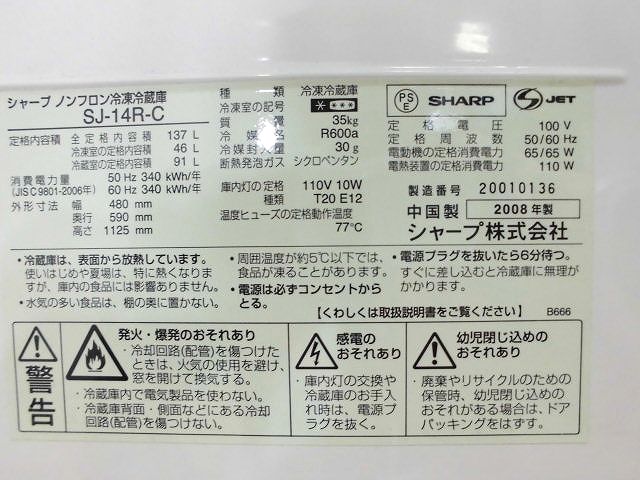 シャープ ノンフロン冷凍冷蔵庫
SJ-14R-C
定格内容積 全定格内容積 137 L
冷凍室の定格内容積 46 L
冷蔵室の定格内容積 91 L
消費電力量 50 Hz 340 kWh/年
(JIS C 9801-2006年) 60 Hz 340 kWh/年
外形寸法 幅 480 mm
奥行 590 mm
高さ 1125 mm
種類 冷凍冷蔵庫
冷凍室の記号
質量 35kg
冷媒名 R600a
冷媒封入量 30 g
断熱発泡ガス シクロペンタン
庫内灯の定格 110V 10W
種類 T20 E12
温度ヒューズの定格動作温度
77℃
PS
E
SHARP
S JET
定格電圧 100 V
定格周波数 50/60 Hz
電動機の定格消費電力 65/65 W
電熱装置の定格消費電力 110 W
製造番号 20010136
中国製 2008年製
シャープ株式会社
・冷蔵庫は、表面から放熱しています。
使いはじめや夏場は、特に熱くなりま
すが、庫内の食品には影響ありません。
・水気の多い食品は、棚の奥に置かない。
・周囲温度が約5℃以下では、
食品が凍ることがあります。
・電源は必ずコンセントから
とる。
・電源プラグを抜いたら6分待つ。
すぐに差し込むと冷蔵庫に無理が
かかります。
【くわしくは取扱説明書をご覧ください】
B666
警告
発火・爆発のおそれあり
・冷却回路(配管)を傷つけた
ときは、火気の使用を避け、
窓を開けて換気する。
・冷蔵庫内で電気製品を使わない。
・冷蔵庫背面・側面などにある冷却
回路(配管)を傷つけない。
感電の
おそれあり
・庫内灯の交換や
冷蔵庫のお手入
れ時は、電源プラ
グを抜く。
幼児閉じ込めの
おそれあり
・廃棄やリサイクルのための
保管時、幼児閉じ込めの
おそれがある場合は、ドア
パッキングをはずす。